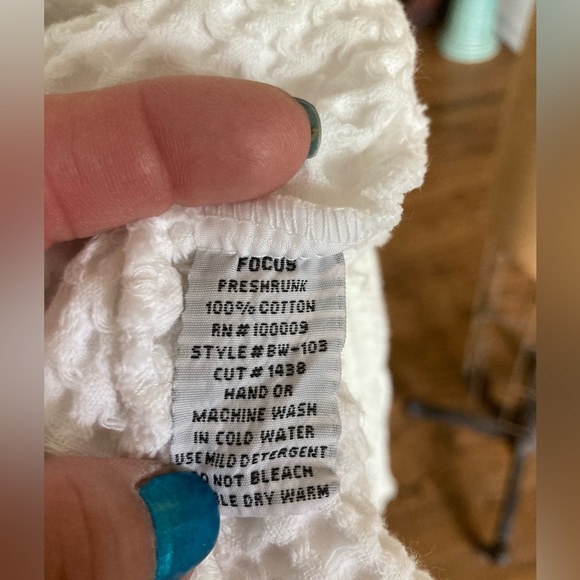 FOCUS
PRESHRUNK
100% COTTON
RN # 100009
STYLE # BW-103
CUT # 1438
HAND OR
MACHINE WASH
IN COLD WATER
USE MILD DETERGENT
NOT BLEACH
DRY WARM